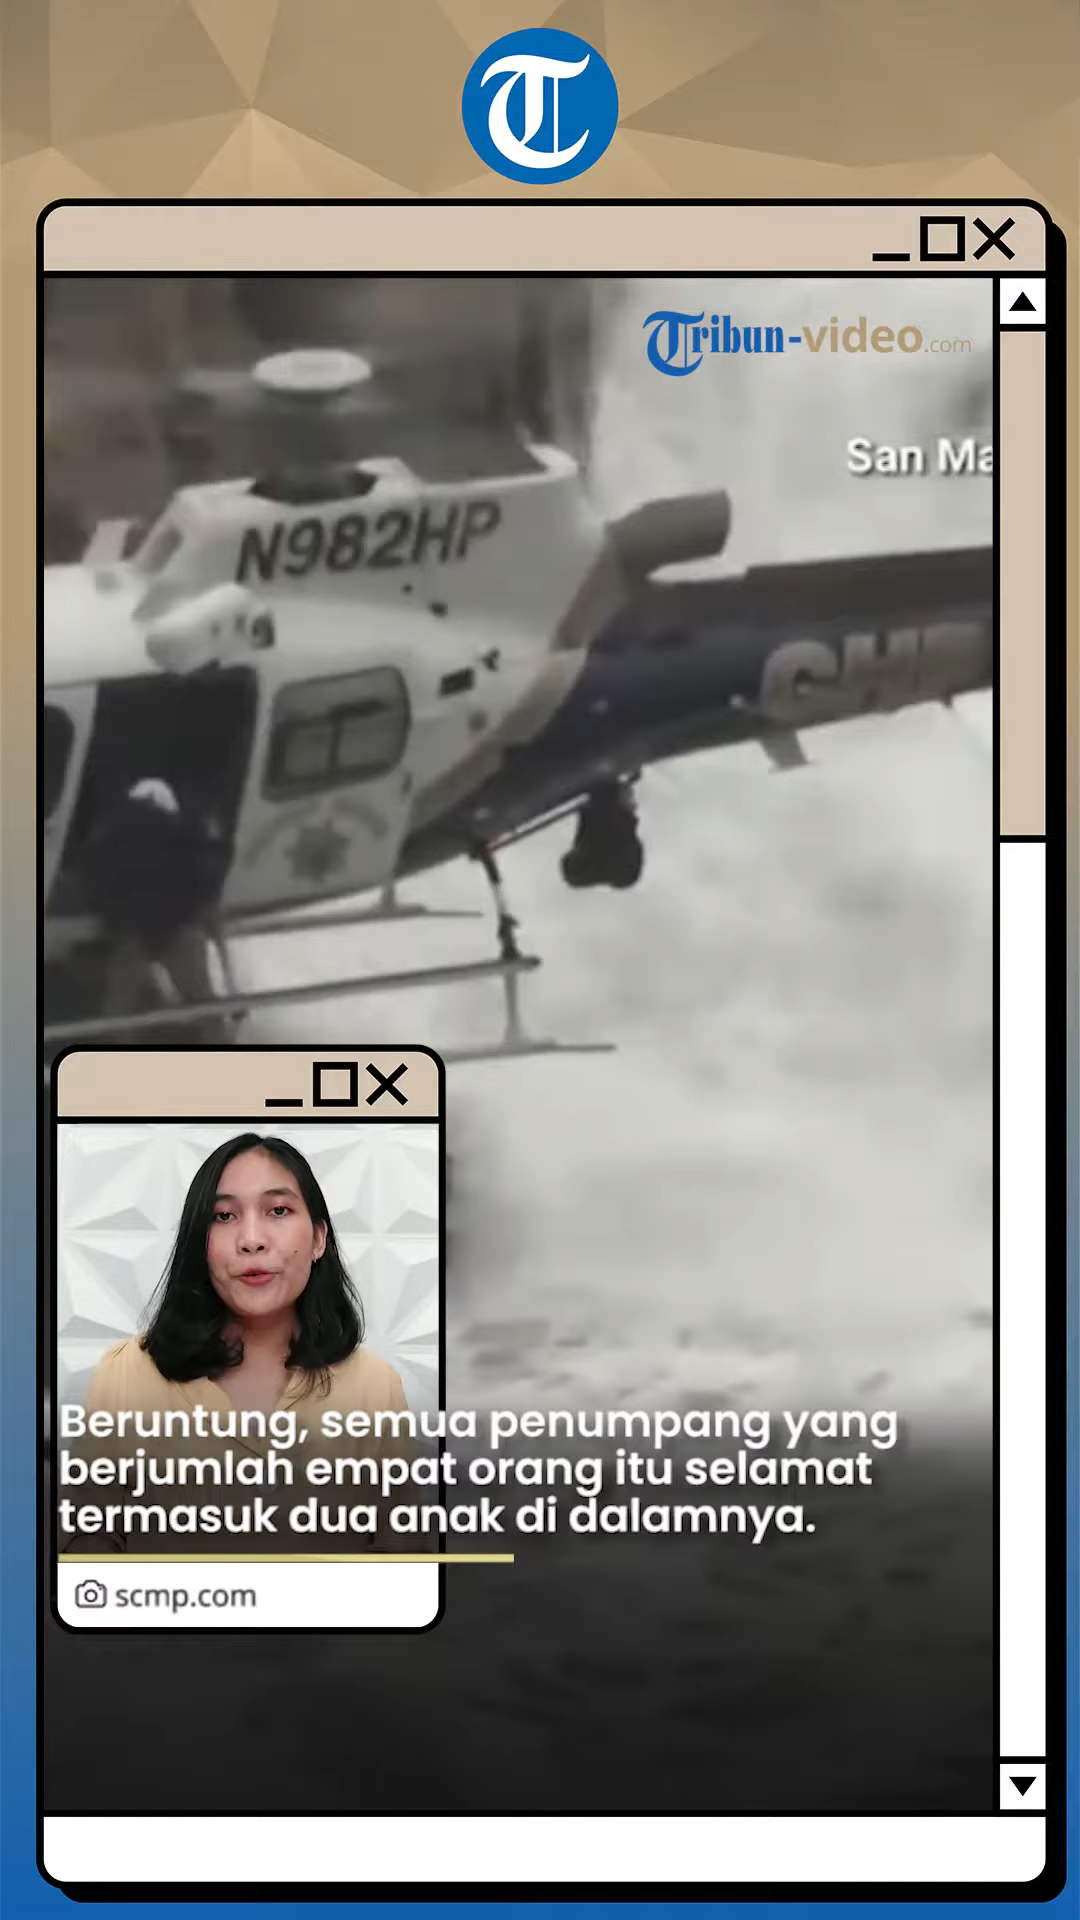 T
Tribun-video.com
San Ma
N982HP
CHP
Beruntung, semua penumpang yang
berjumlah empat orang itu selamat
termasuk dua anak di dalamnya.
scmp.com